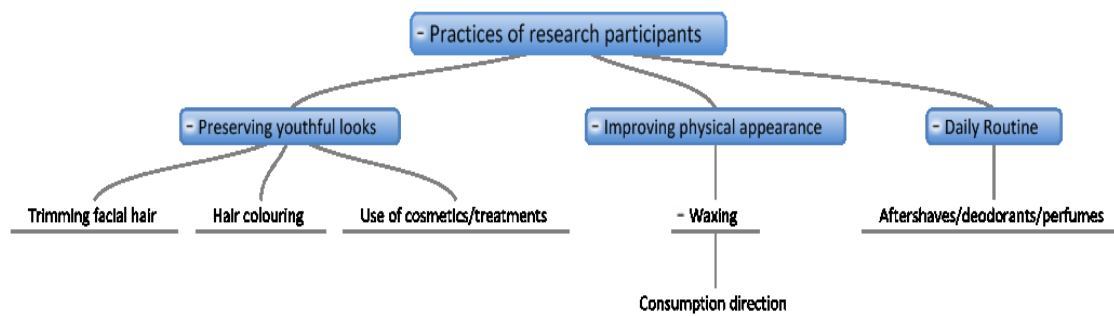 - Practices of research participants
- Preserving youthful looks
- Improving physical appearance
- Daily Routine
Trimming facial hair
Hair colouring
Use of cosmetics/treatments
- Waxing
Aftershaves/deodorants/perfumes
Consumption direction